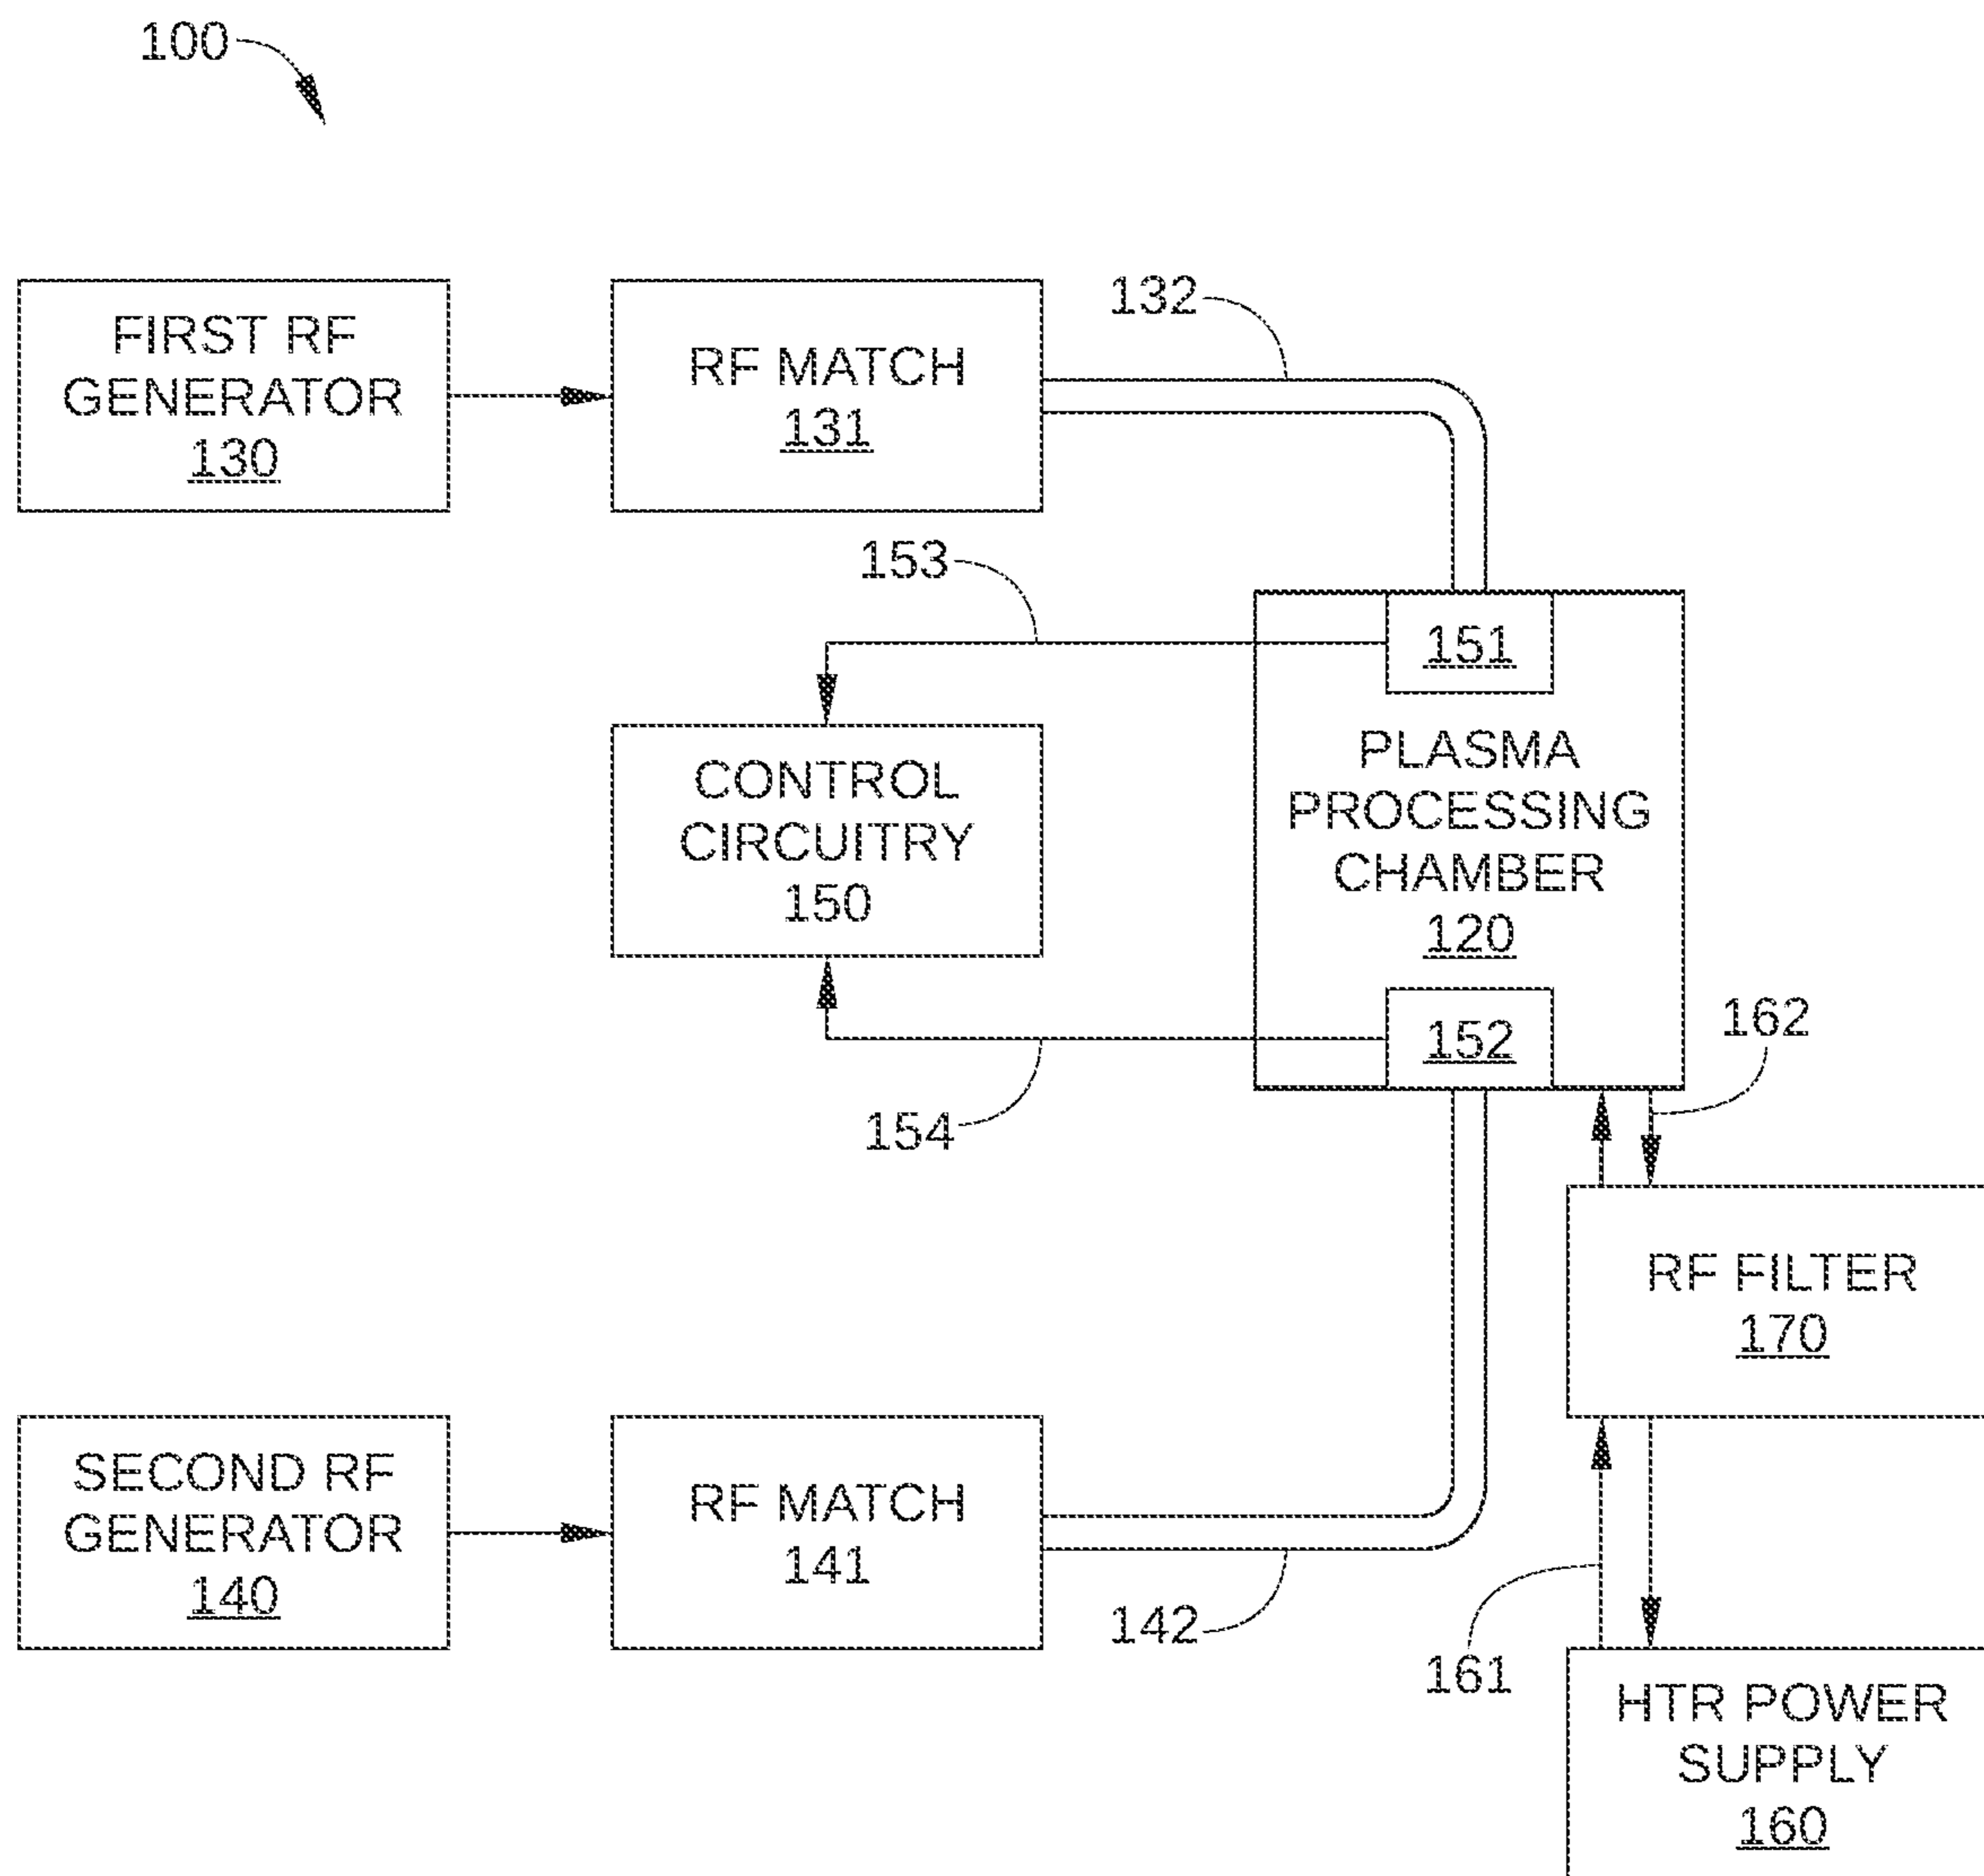 100
FIRST RF
GENERATOR
130
RF MATCH
131
132
153
151
CONTROL
CIRCUITRY
150
PLASMA
PROCESSING
CHAMBER
120
152
162
154
RF FILTER
170
SECOND RF
GENERATOR
140
RF MATCH
141
142
161
HTR POWER
SUPPLY
160